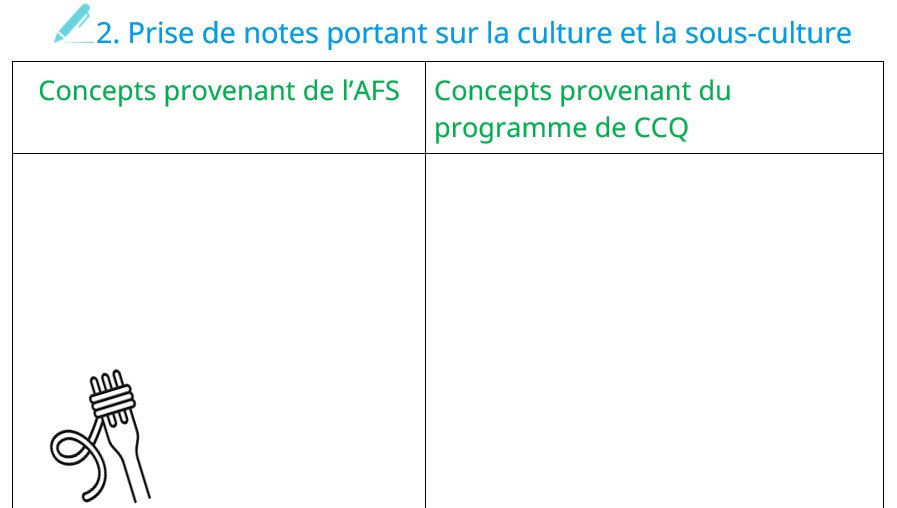 2. Prise de notes portant sur la culture et la sous-culture
Concepts provenant de l’AFS
Concepts provenant du
programme de CCQ